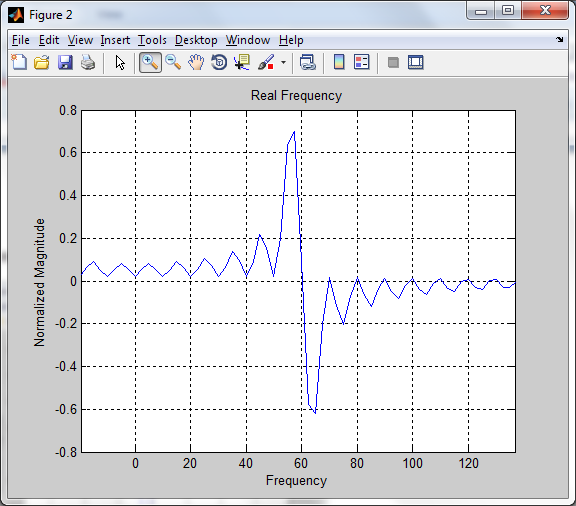 Figure 2
File Edit View Insert Tools Desktop Window Help
Real Frequency
0.8
0.6
0.4
0.2
0
-0.2
-0.4
-0.6
-0.8
Normalized Magnitude
0 20 40 60 80 100 120
Frequency